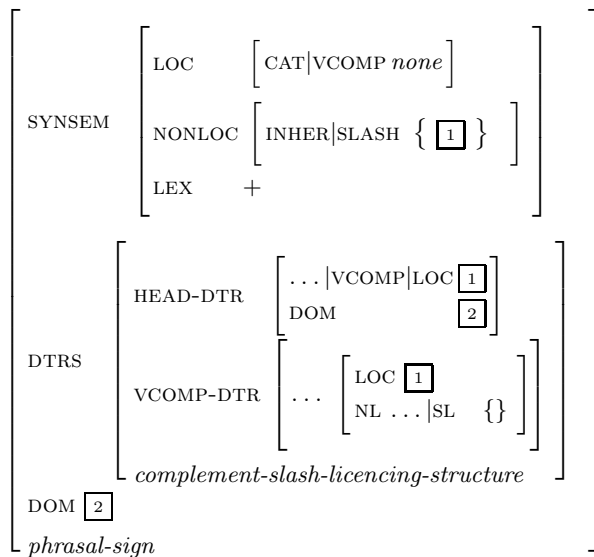 LOC [CAT|VCOMP none]
SYNSEM NONLOC [INHER|SLASH { 1 } ]
LEX +
HEAD-DTR [...|VCOMP|LOC 1
DOM 2]
DTRS VCOMP-DTR [... [LOC 1
NL ...|SL {}]]
complement-slash-licencing-structure
DOM 2
phrasal-sign